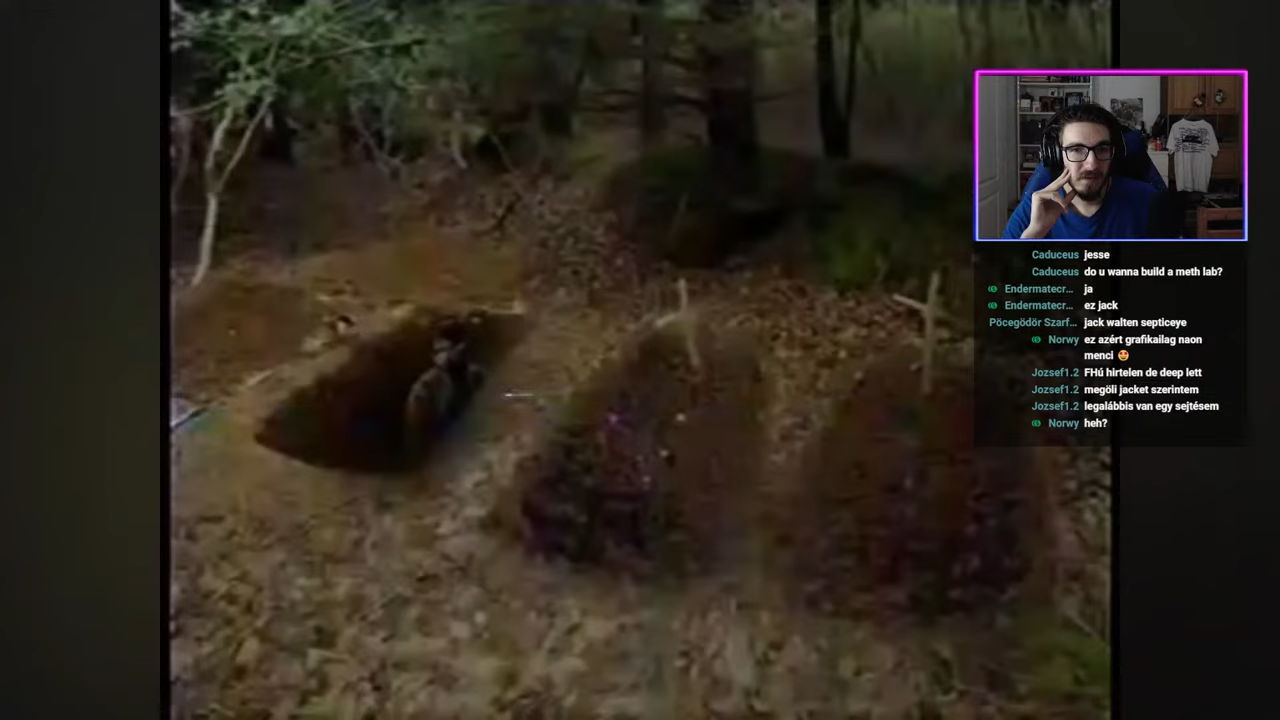 Caduceus jesse
Caduceus do u wanna build a meth lab?
Endermatecr... ja
Endermatecr... ez jack
Pöcegödör Szarf... jack walten septiceye
Norwy ez azért grafikailag naon
menci 😍
Jozsef1.2 FHú hirtelen de deep lett
Jozsef1.2 megöli jacket szerintem
Jozsef1.2 legalábbis van egy sejtésem
Norwy heh?